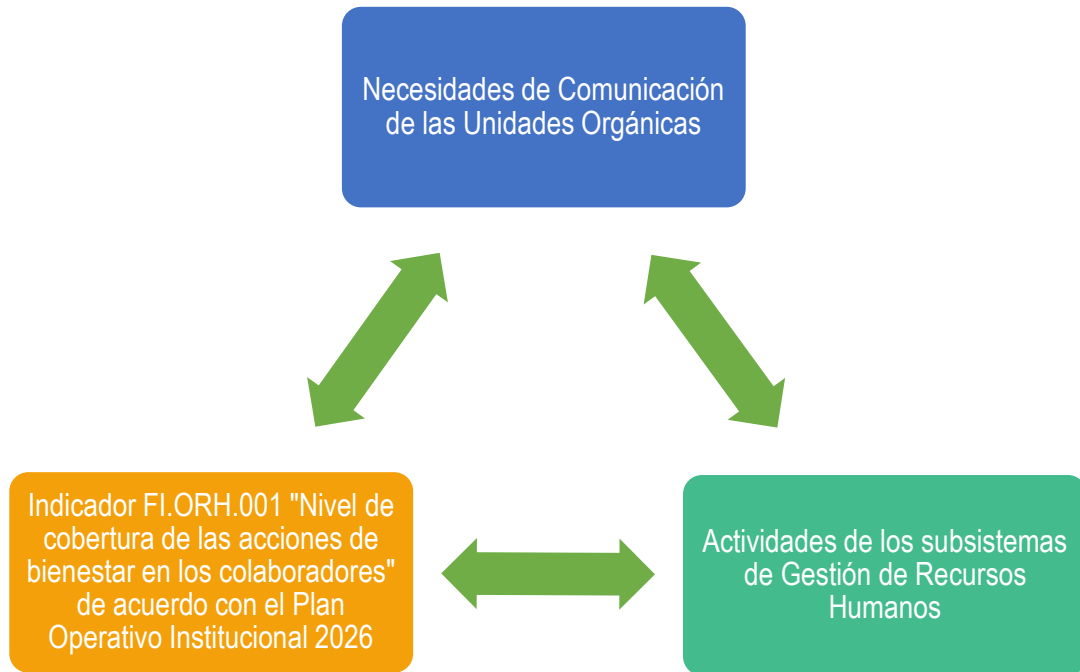 Necesidades de Comunicación
de las Unidades Orgánicas
Indicador FI.ORH.001 "Nivel de
cobertura de las acciones de
bienestar en los colaboradores"
de acuerdo con el Plan
Operativo Institucional 2026
Actividades de los subsistemas
de Gestión de Recursos
Humanos